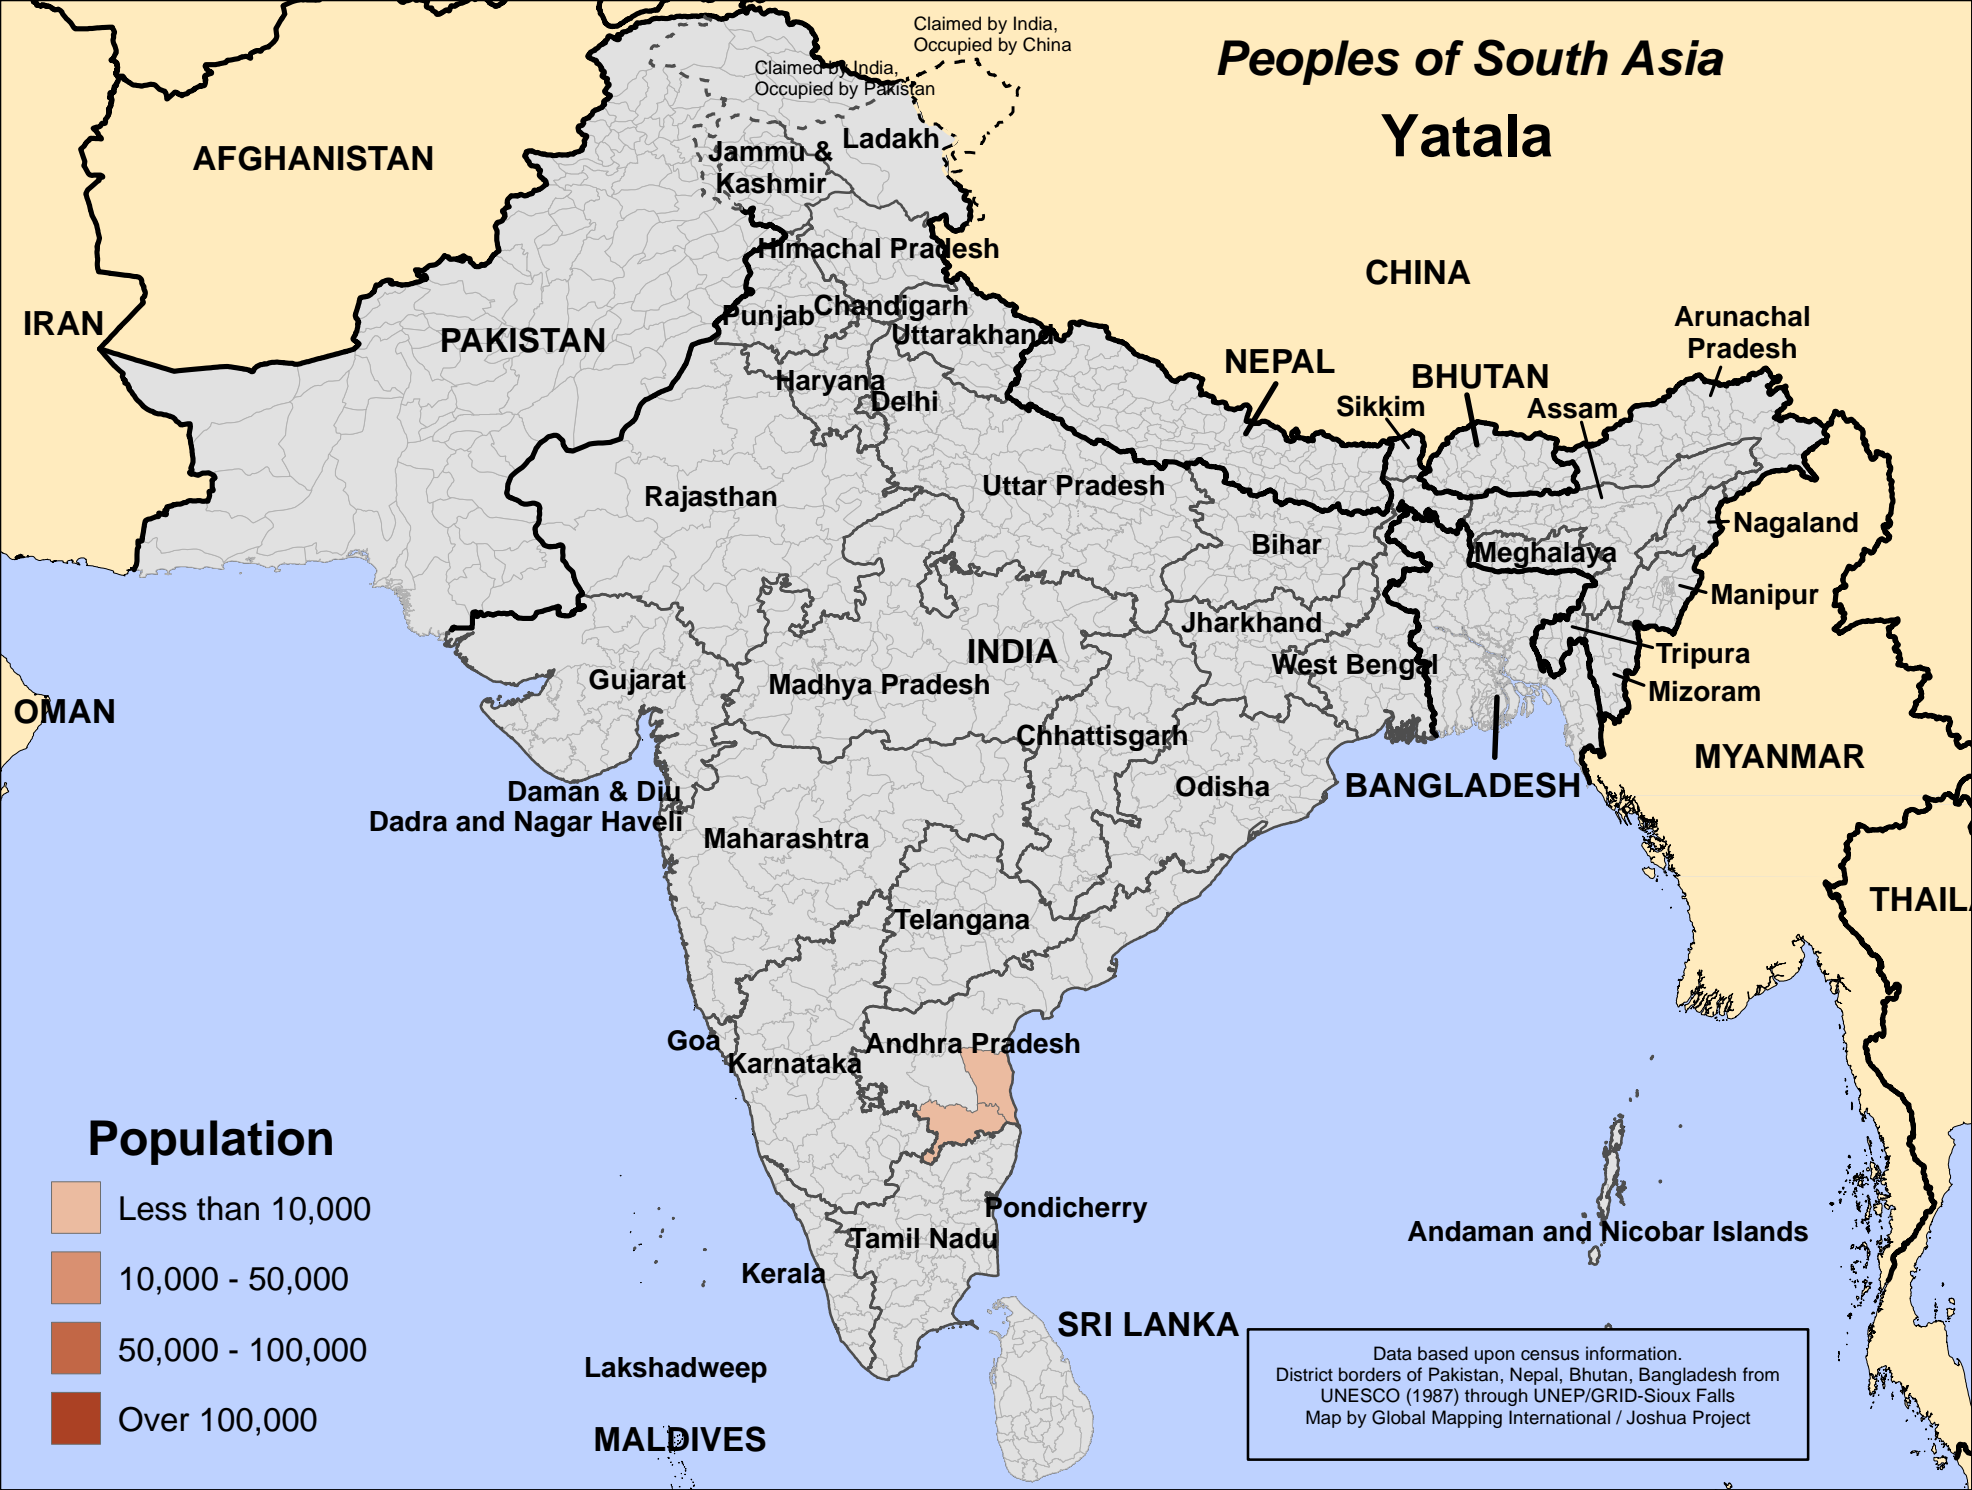 Claimed by India,
Occupied by China
Peoples of South Asia
Claimed by India,
Occupied by Pakistan
Yatala
Ladakh
AFGHANISTAN
Jammu &
Kashmir
Himachal Pradesh
CHINA
Chandigarh
Punjab
IRAN
Arunachal
Pradesh
Uttarakhand
PAKISTAN
NEPAL
BHUTAN
Haryana
Delhi
Sikkim
Assam
Uttar Pradesh
Rajasthan
Nagaland
Bihar
Meghalaya
Manipur
Jharkhand
INDIA
Tripura
West Bengal
Gujarat
Madhya Pradesh
Mizoram
OMAN
Chhattisgarh
MYANMAR
Odisha
BANGLADESH
Daman & Diu
Dadra and Nagar Haveli
Maharashtra
THAIL
Telangana
Goa
Andhra Pradesh
Karnataka
Population
Less than 10,000
10,000 - 50,000
50,000 - 100,000
Over 100,000
Pondicherry
Andaman and Nicobar Islands
Tamil Nadu
Kerala
SRI LANKA
Lakshadweep
MALDIVES
Data based upon census information.
District borders of Pakistan, Nepal, Bhutan, Bangladesh from
UNESCO (1987) through UNEP/GRID-Sioux Falls
Map by Global Mapping International / Joshua Project